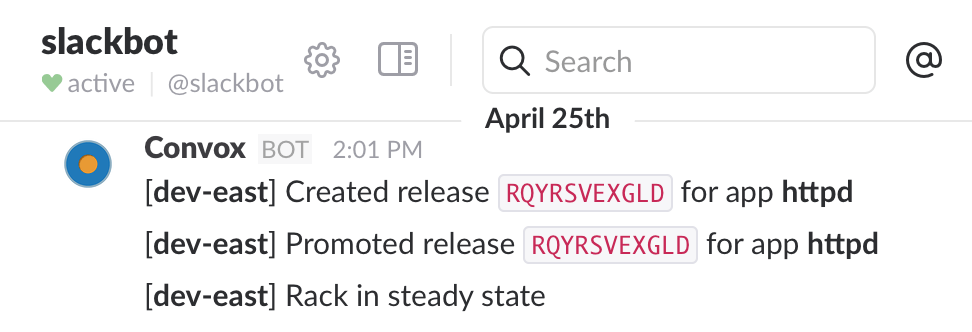 slackbot
active | @slackbot
Search
@
April 25th
Convox BOT 2:01 PM
[dev-east] Created release RQYRSVEXGLD for app httpd
[dev-east] Promoted release RQYRSVEXGLD for app httpd
[dev-east] Rack in steady state